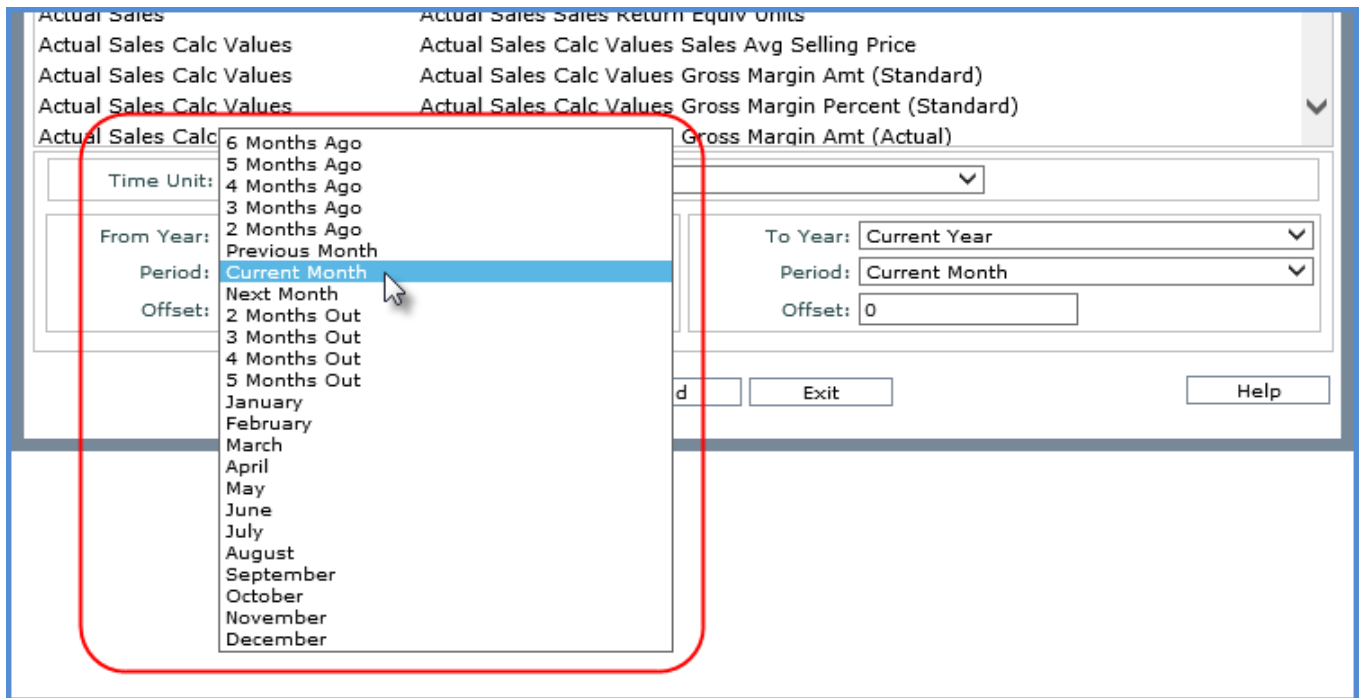 Actual Sales Actual Sales Sales Return Equiv Units
Actual Sales Calc Values Actual Sales Calc Values Sales Avg Selling Price
Actual Sales Calc Values Actual Sales Calc Values Gross Margin Amt (Standard)
Actual Sales Calc Values Actual Sales Calc Values Gross Margin Percent (Standard)
Actual Sales Calc Gross Margin Amt (Actual)
Time Unit:
From Year:
Period:
Offset:
6 Months Ago
5 Months Ago
4 Months Ago
3 Months Ago
2 Months Ago
Previous Month
Current Month
Next Month
2 Months Out
3 Months Out
4 Months Out
5 Months Out
January
February
March
April
May
June
July
August
September
October
November
December
To Year: Current Year
Period: Current Month
Offset: 0
d Exit Help